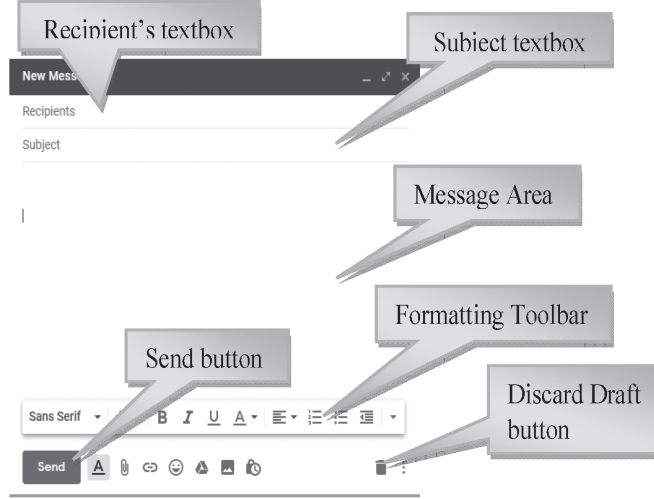 Recipient's textbox
Subject textbox
New Mess
Recipients
Subject
Message Area
Formatting Toolbar
Send button
Discard Draft
button
Sans Serif
B I U A
Send A